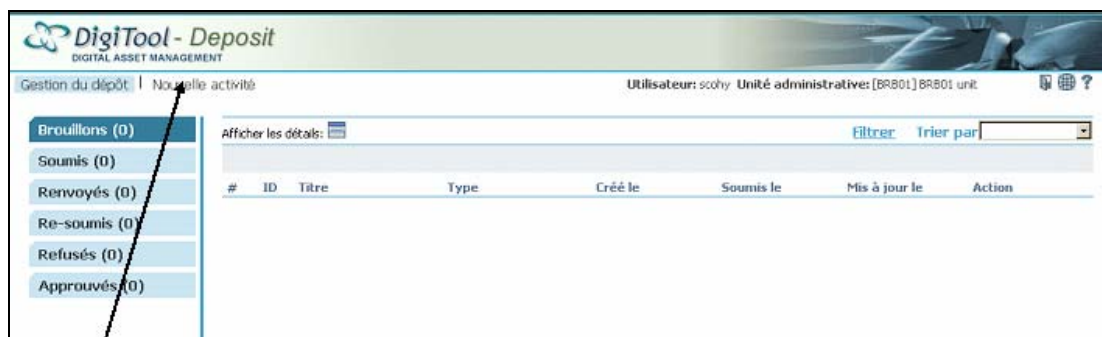 DigiTool - Deposit
DIGITAL ASSET MANAGEMENT
Gestion du dépôt | Nouvelle activité
Utilisateur: scohy Unité administrative: [BRB01] BRB01 unit ?
Brouillons (0)
Afficher les détails:
Filtrer Trier par
Soumis (0)
Renvoyés (0)
# ID Titre Type Créé le Soumis le Mis à jour le Action
Re-soumis (0)
Refusés (0)
Approuvés (0)